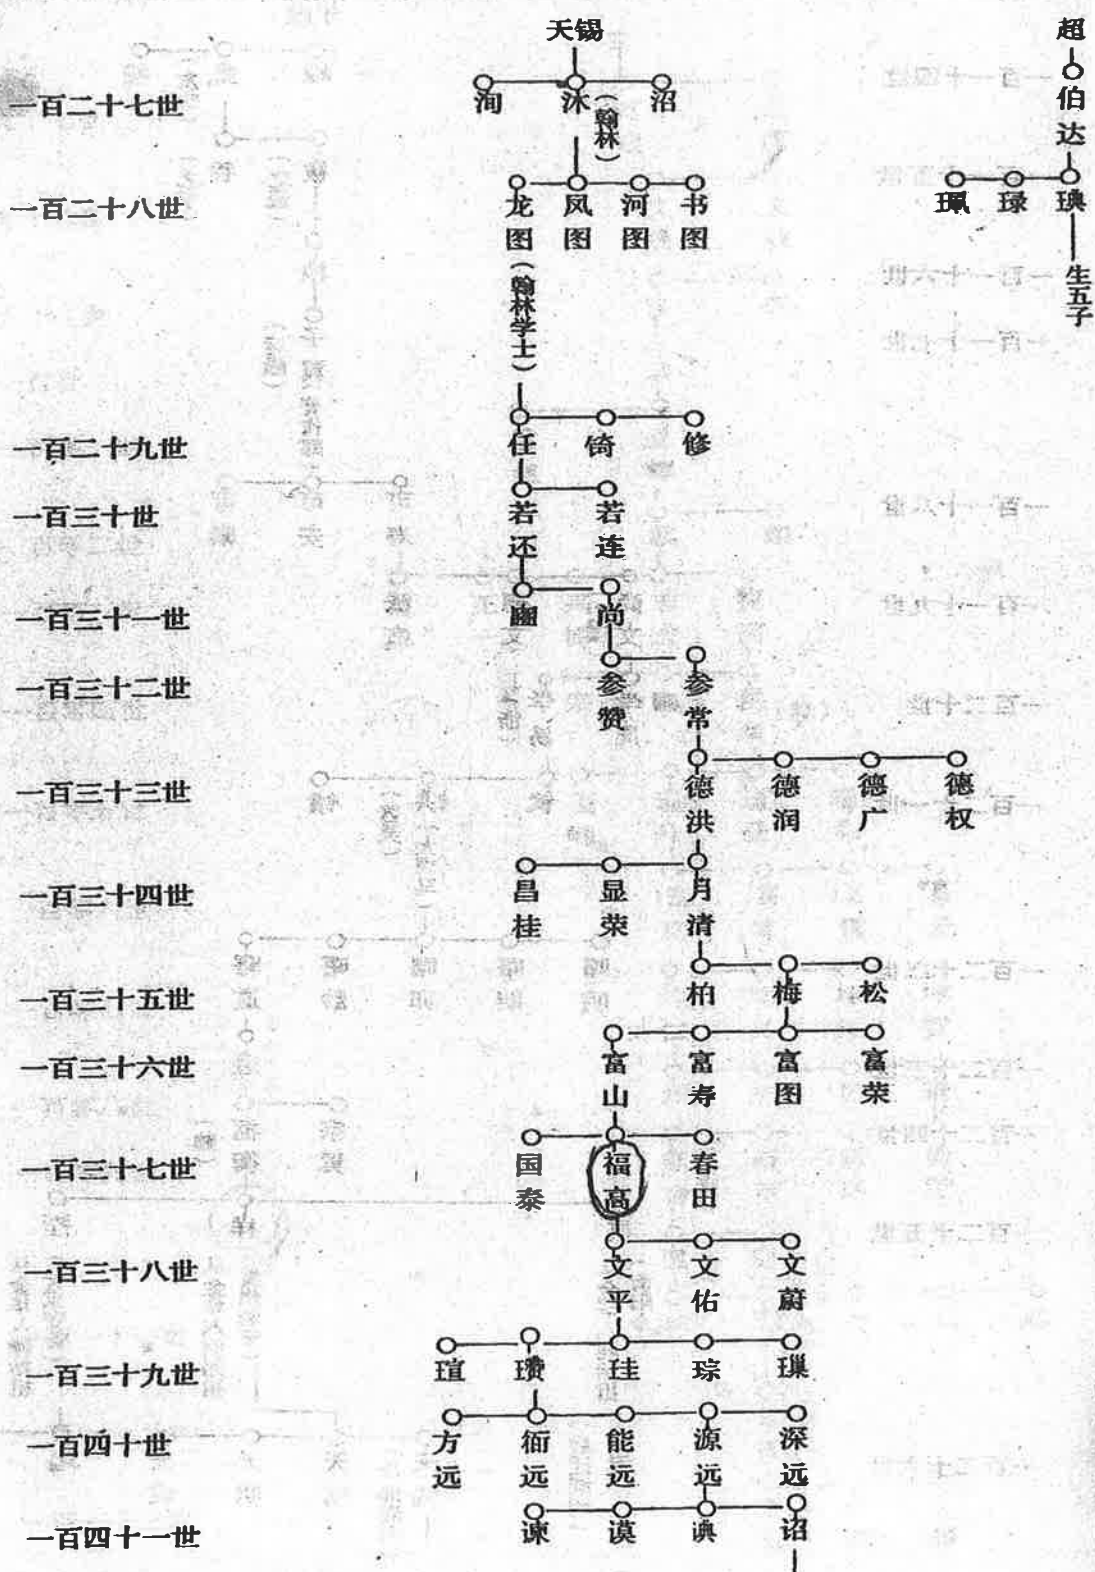 天锡 超
一百二十七世 洵 沐(翰林) 沼 伯达
一百二十八世 龙图(翰林学士) 凤图 河图 书图 珮 琭 琠
生五子
一百二十九世 任 锜 修
一百三十世 若还 若连
一百三十一世 尚
一百三十二世 参赞 参常
一百三十三世 德洪 德润 德广 德权
一百三十四世 昌桂 显荣 月清
一百三十五世 柏 梅 松
一百三十六世 富山 富寿 富图 富荣
一百三十七世 国泰 福高 春田
一百三十八世 文平 文佑 文蔚
一百三十九世 瑄 瓒 珪 琮
一百四十世 方远 远 能远 源远 深远
一百四十一世 谏 谟 诏